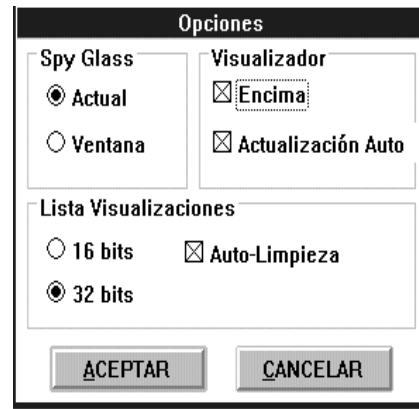 Opciones
Spy Glass
Actual
Ventana
Visualizador
Encima
Actualización Auto
Lista Visualizaciones
16 bits
Auto-Limpieza
32 bits
ACEPTAR
CANCELAR